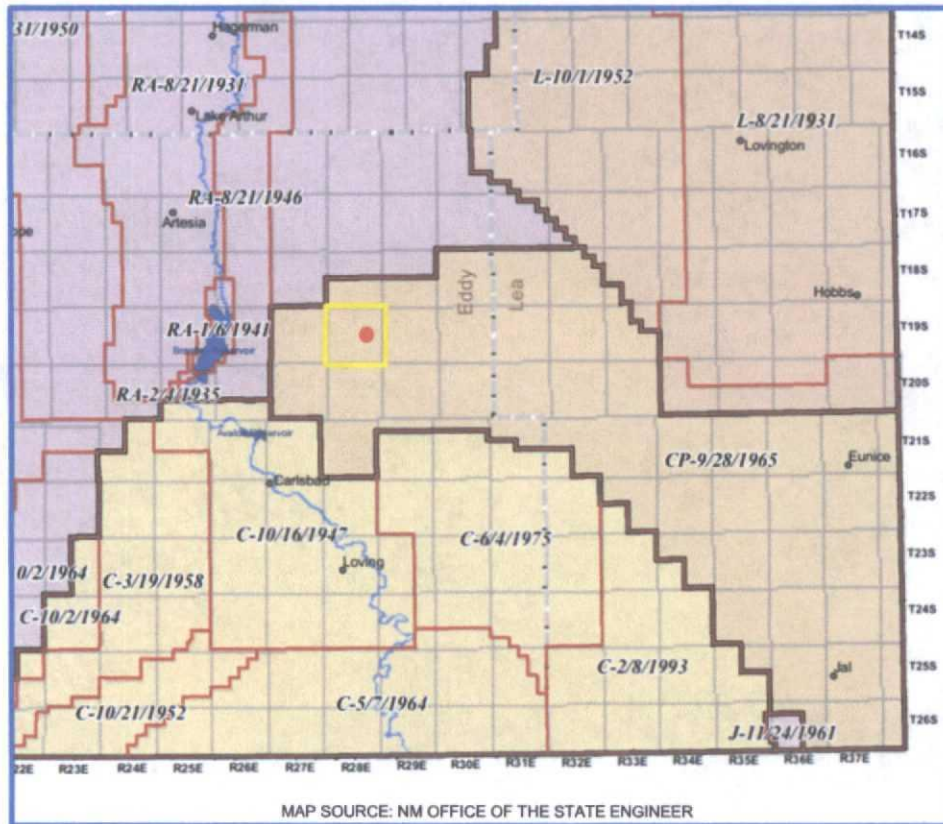 31/1950
Hagerman
T14S
RA-8/21/1931
L-10/1/1952
T15S
Lake Arthur
L-8/21/1931
Lovington
T16S
RA-8/21/1946
Artesia
T17S
Eddy
Lea
T18S
Hobbs
RA-1/6/1941
T19S
RA-2/4/1935
T20S
T21S
CP-9/28/1965
Eunice
Carlsbad
T22S
C-10/16/1947
C-6/4/1975
T23S
0/2/1964
C-3/19/1958
Loving
T24S
C-10/2/1964
C-2/8/1993
Jal
T25S
C-10/21/1952
C-5/7/1964
J-11/24/1961
T26S
22E R23E R24E R25E R26E R27E R28E R29E R30E R31E R32E R33E R34E R35E R36E R37E
MAP SOURCE: NM OFFICE OF THE STATE ENGINEER